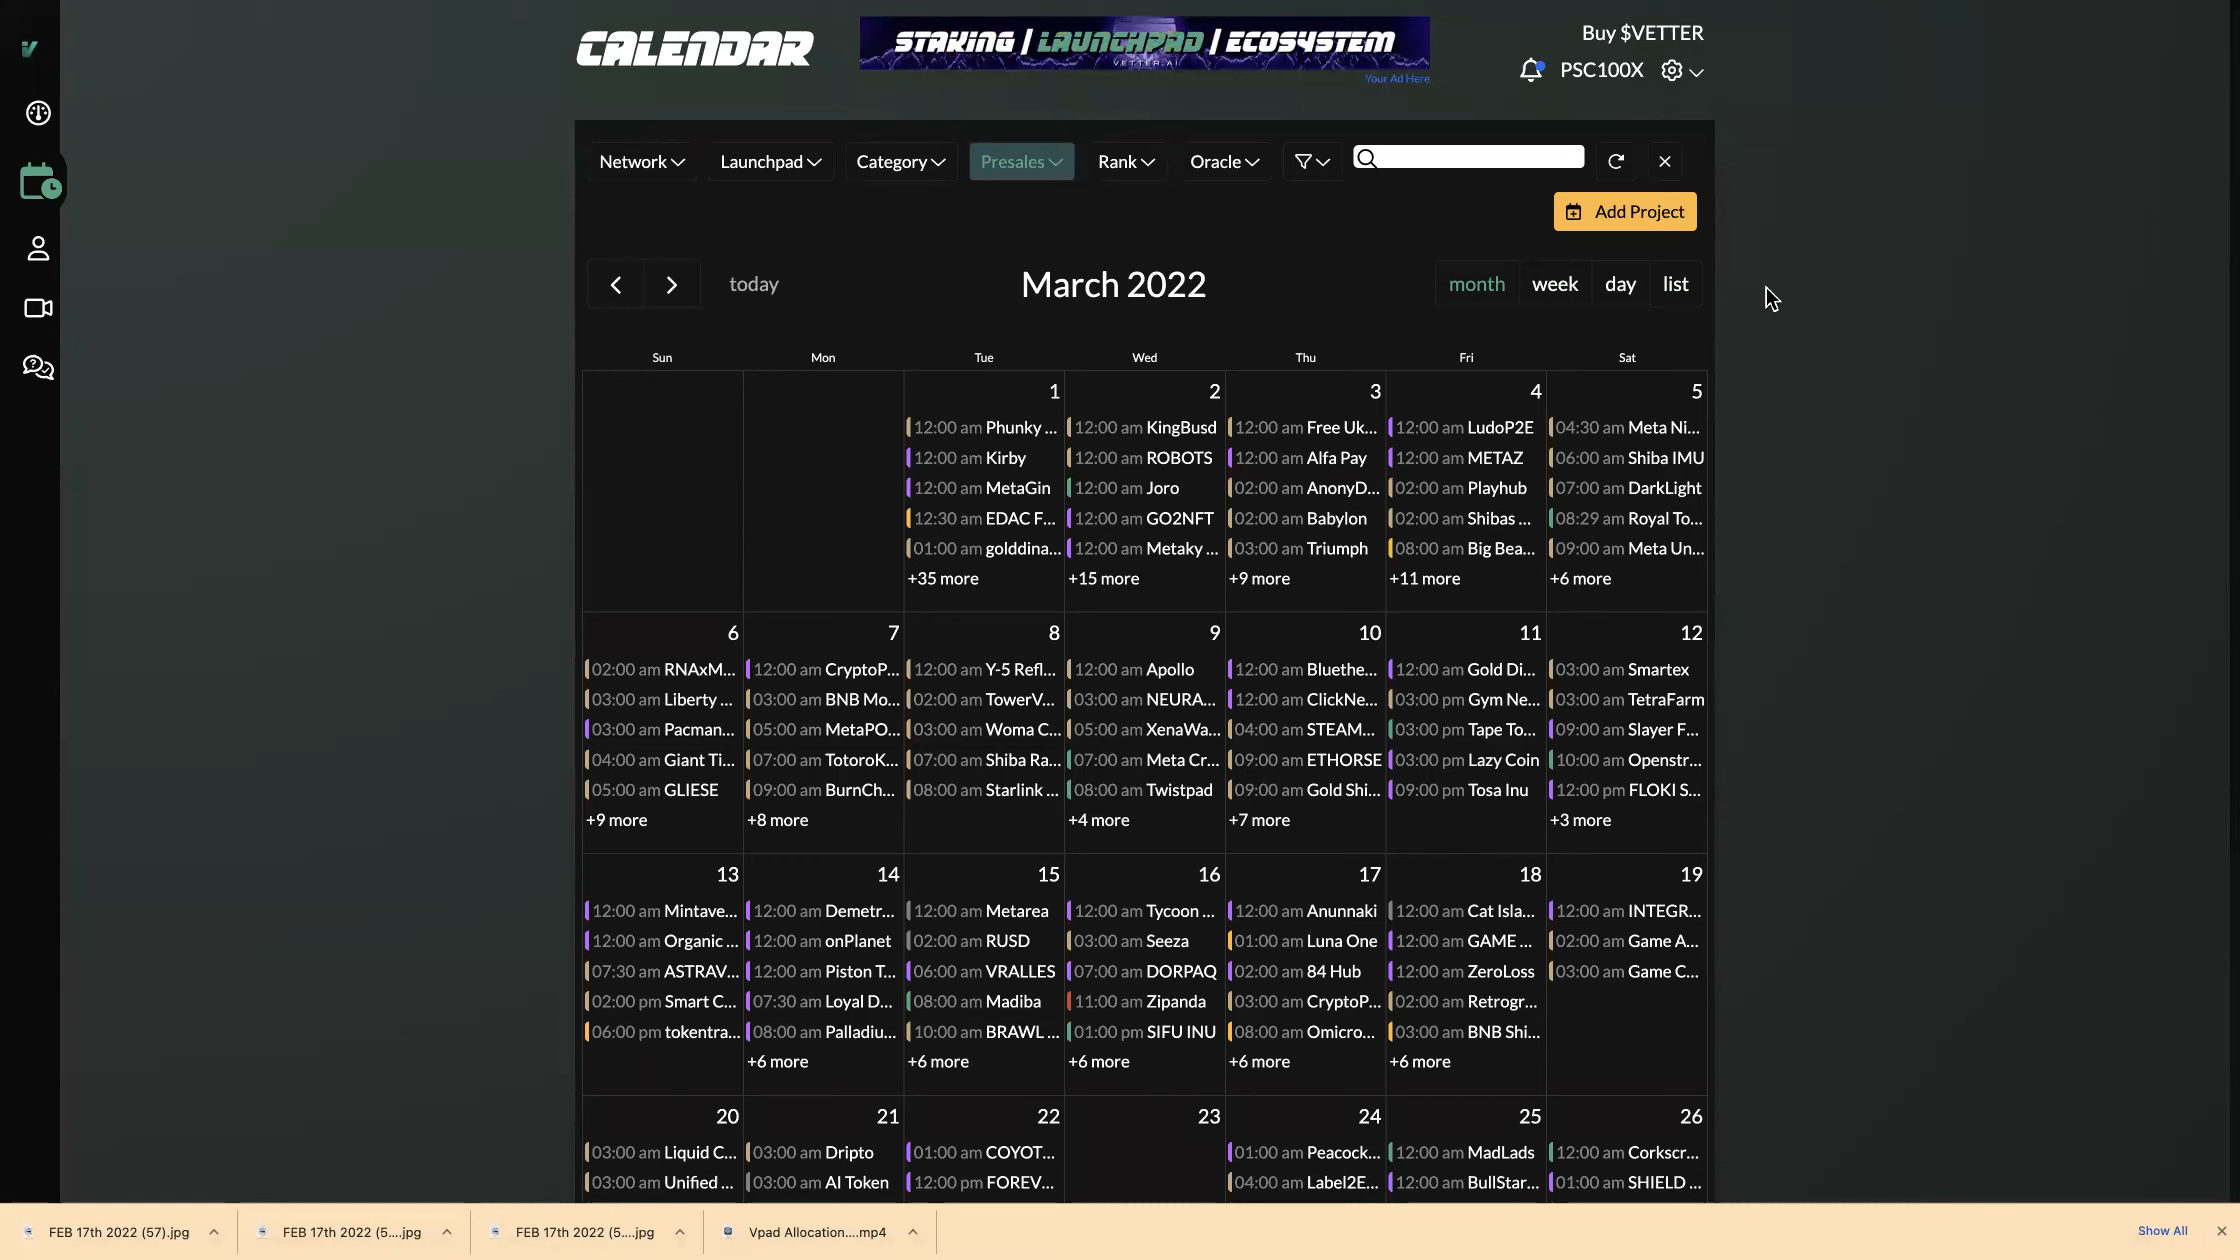 CALENDAR
STAKING | LAUNCHPAD | ECOSYSTEM
VETTER.AI
Your Ad Here
Buy $VETTER
PSC100X
Network Launchpad Category Presales Rank Oracle
Add Project
today March 2022 month week day list
Sun Mon Tue Wed Thu Fri Sat
1 2 3 4 5
12:00 am Phunky ... 12:00 am KingBusd 12:00 am Free Uk... 12:00 am LudoP2E 04:30 am Meta Ni...
12:00 am Kirby 12:00 am ROBOTS 12:00 am Alfa Pay 12:00 am METAZ 06:00 am Shiba IMU
12:00 am MetaGin 12:00 am Joro 02:00 am AnonyD... 02:00 am Playhub 07:00 am DarkLight
12:30 am EDAC F... 12:00 am GO2NFT 02:00 am Babylon 02:00 am Shibas ... 08:29 am Royal To...
01:00 am golddina... 12:00 am Metaky ... 03:00 am Triumph 08:00 am Big Bea... 09:00 am Meta Un...
+35 more +15 more +9 more +11 more +6 more
6 7 8 9 10 11 12
02:00 am RNAxM... 12:00 am CryptoP... 12:00 am Y-5 Refl... 12:00 am Apollo 12:00 am Bluethe... 12:00 am Gold Di... 03:00 am Smartex
03:00 am Liberty ... 03:00 am BNB Mo... 02:00 am TowerV... 03:00 am NEURA... 12:00 am ClickNe... 03:00 pm Gym Ne... 03:00 am TetraFarm
03:00 am Pacman... 05:00 am MetaPO... 03:00 am Woma C... 05:00 am XenaWa... 04:00 am STEAM... 03:00 pm Tape To... 09:00 am Slayer F...
04:00 am Giant Ti... 07:00 am TotoroK... 07:00 am Shiba Ra... 07:00 am Meta Cr... 09:00 am ETHORSE 03:00 pm Lazy Coin 10:00 am Openstr...
05:00 am GLIESE 09:00 am BurnCh... 08:00 am Starlink ... 08:00 am Twistpad 09:00 am Gold Shi... 09:00 pm Tosa Inu 12:00 pm FLOKI S...
+9 more +8 more +4 more +7 more +3 more
13 14 15 16 17 18 19
12:00 am Mintave... 12:00 am Demetr... 12:00 am Metarea 12:00 am Tycoon ... 12:00 am Anunnaki 12:00 am Cat Isla... 12:00 am INTEGR...
12:00 am Organic ... 12:00 am onPlanet 02:00 am RUSD 03:00 am Seeza 01:00 am Luna One 12:00 am GAME ... 02:00 am Game A...
07:30 am ASTRAV... 12:00 am Piston T... 06:00 am VRALLES 07:00 am DORPAQ 02:00 am 84 Hub 12:00 am ZeroLoss 03:00 am Game C...
02:00 pm Smart C... 07:30 am Loyal D... 08:00 am Madiba 11:00 am Zipanda 03:00 am CryptoP... 02:00 am Retrogr...
06:00 pm tokentra... 08:00 am Palladiu... 10:00 am BRAWL ... 01:00 pm SIFU INU 08:00 am Omicro... 03:00 am BNB Shi...
+6 more +6 more +6 more +6 more +6 more
20 21 22 23 24 25 26
03:00 am Liquid C... 03:00 am Dripto 01:00 am COYOT... 01:00 am Peacock... 12:00 am MadLads 12:00 am Corkscr...
03:00 am Unified ... 03:00 am AI Token 12:00 pm FOREV... 04:00 am Label2E... 12:00 am BullStar... 01:00 am SHIELD ...
FEB 17th 2022 (57).jpg FEB 17th 2022 (5....jpg FEB 17th 2022 (5....jpg Vpad Allocation....mp4 Show All